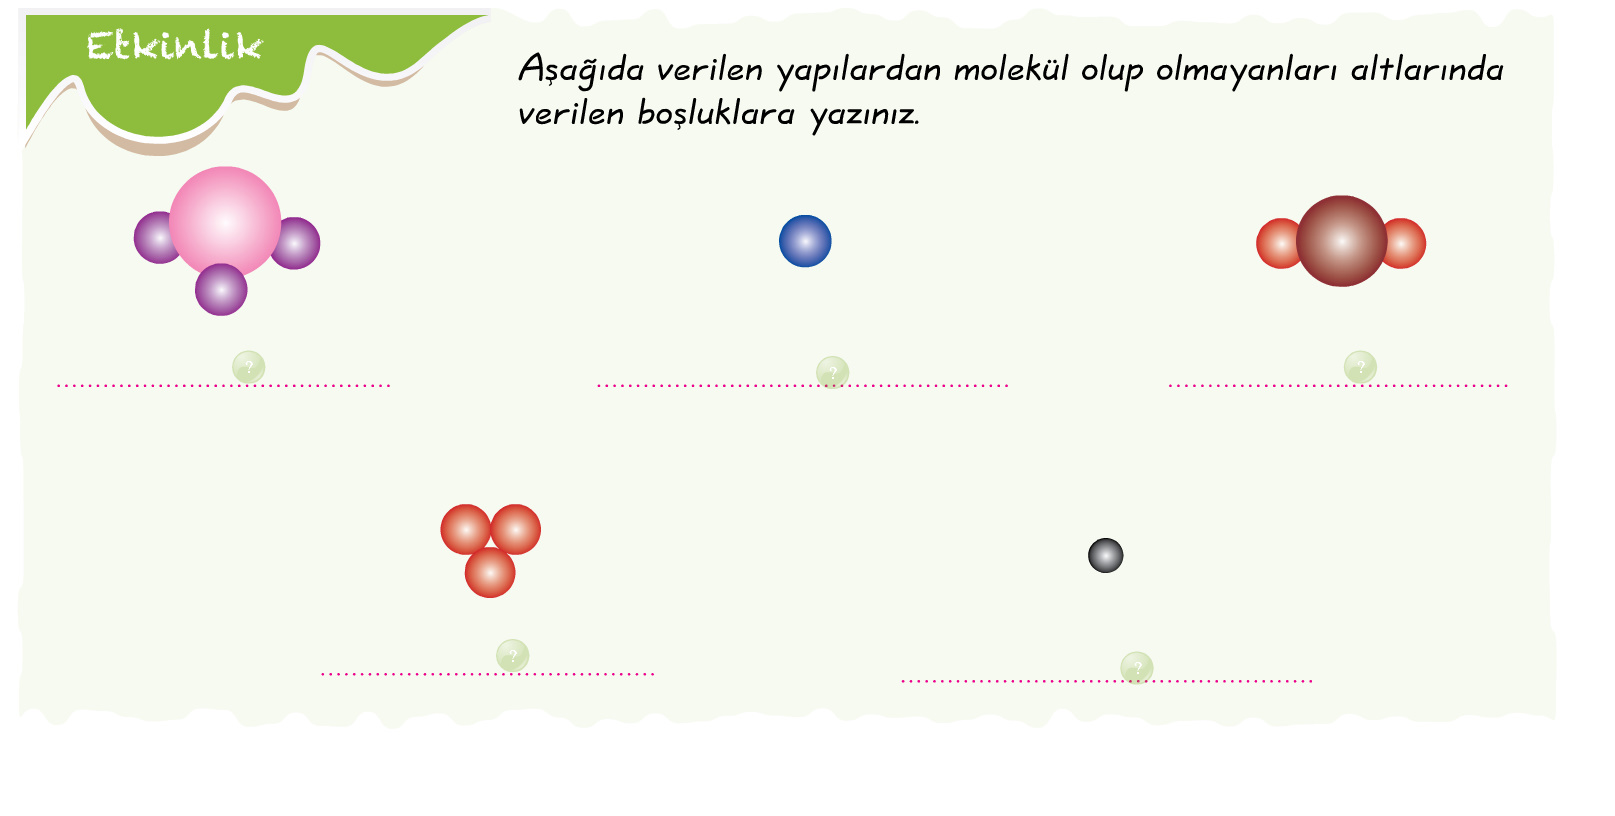 Etkinlik
Aşağıda verilen yapılardan molekül olup olmayanları altlarında
verilen boşluklara yazınız.
?
?
?
?
?